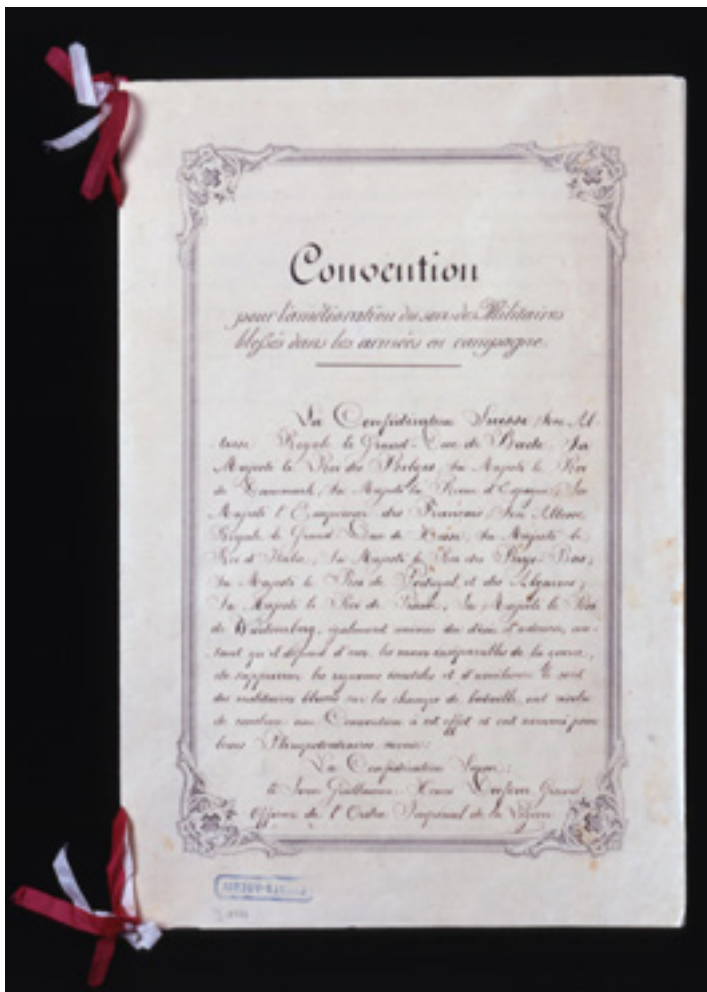 Convention
pour l'amélioration du sort des Militaires
blessés dans les armées en campagne.
La Confédération Suisse, Son Al-
tesse Royale le Grand-Duc de Bade, Sa
Majesté le Roi des Belges, Sa Majesté le Roi
de Danemark, Sa Majesté la Reine d'Espagne, Sa
Majesté l'Empereur des Français, Son Altesse
Royale le Grand Duc de Hesse, Sa Majesté le
Roi d'Italie, Sa Majesté le Roi des Pays-Bas,
Sa Majesté le Roi de Portugal et des Algarves,
Sa Majesté le Roi de Prusse, Sa Majesté le Roi
de Würtemberg, également animés du désir d'adoucir, au-
tant qu'il dépend d'eux, les maux inséparables de la guerre,
de supprimer les rigueurs inutiles et d'améliorer le sort
des militaires blessés sur les champs de bataille, ont résolu
de conclure une Convention à cet effet et ont nommé pour
leurs Plénipotentiaires, savoir:
La Confédération Suisse:
le Sieur Guillaume Henri Dufour, Grand
Officier de l'Ordre Impérial de la Légion